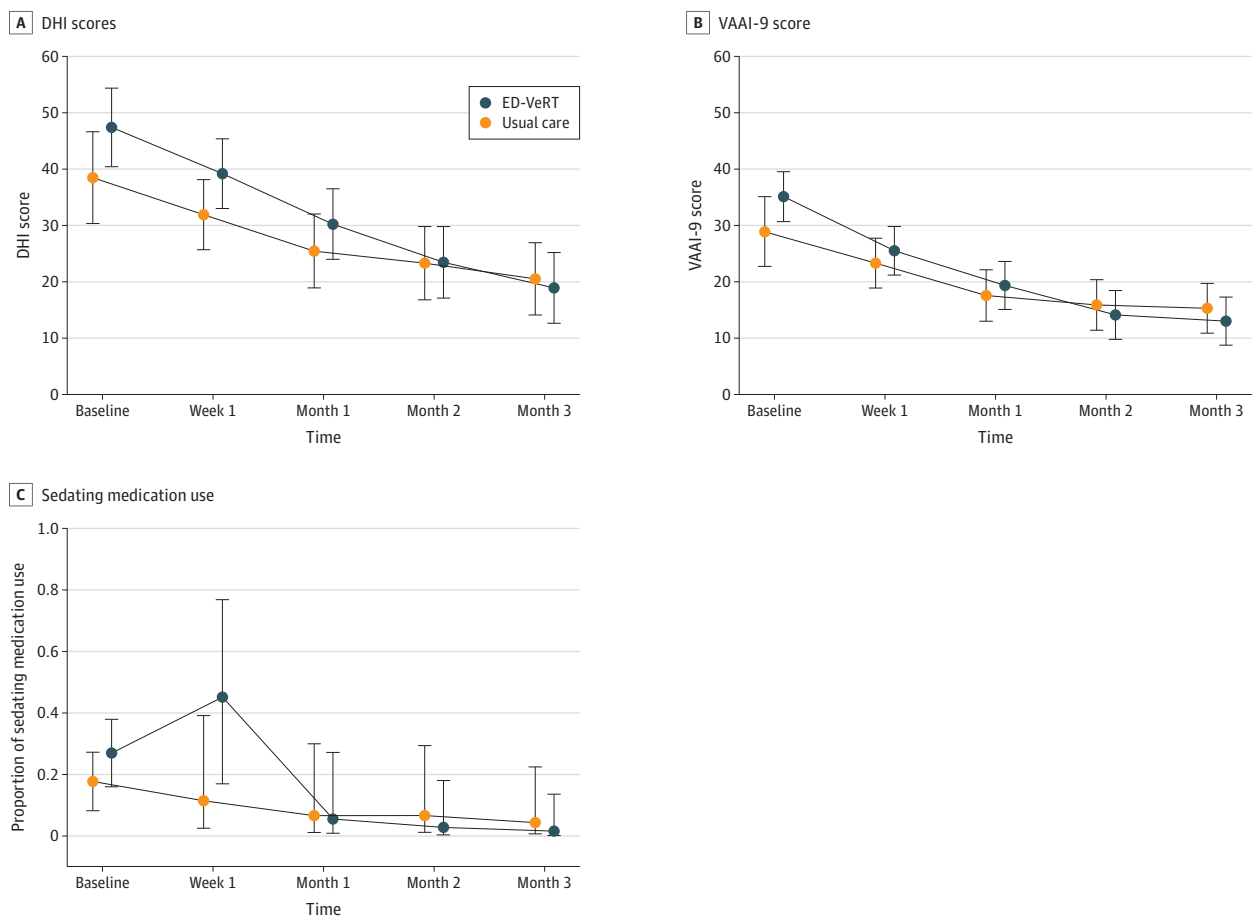 A DHI scores
60
50
40
30
20
10
0
DHI score
ED-VeRT
Usual care
Baseline Week 1 Month 1 Month 2 Month 3
Time
B VAAI-9 score
60
50
40
30
20
10
0
VAAI-9 score
Baseline Week 1 Month 1 Month 2 Month 3
Time
C Sedating medication use
1.0
0.8
0.6
0.4
0.2
0
Proportion of sedating medication use
Baseline Week 1 Month 1 Month 2 Month 3
Time